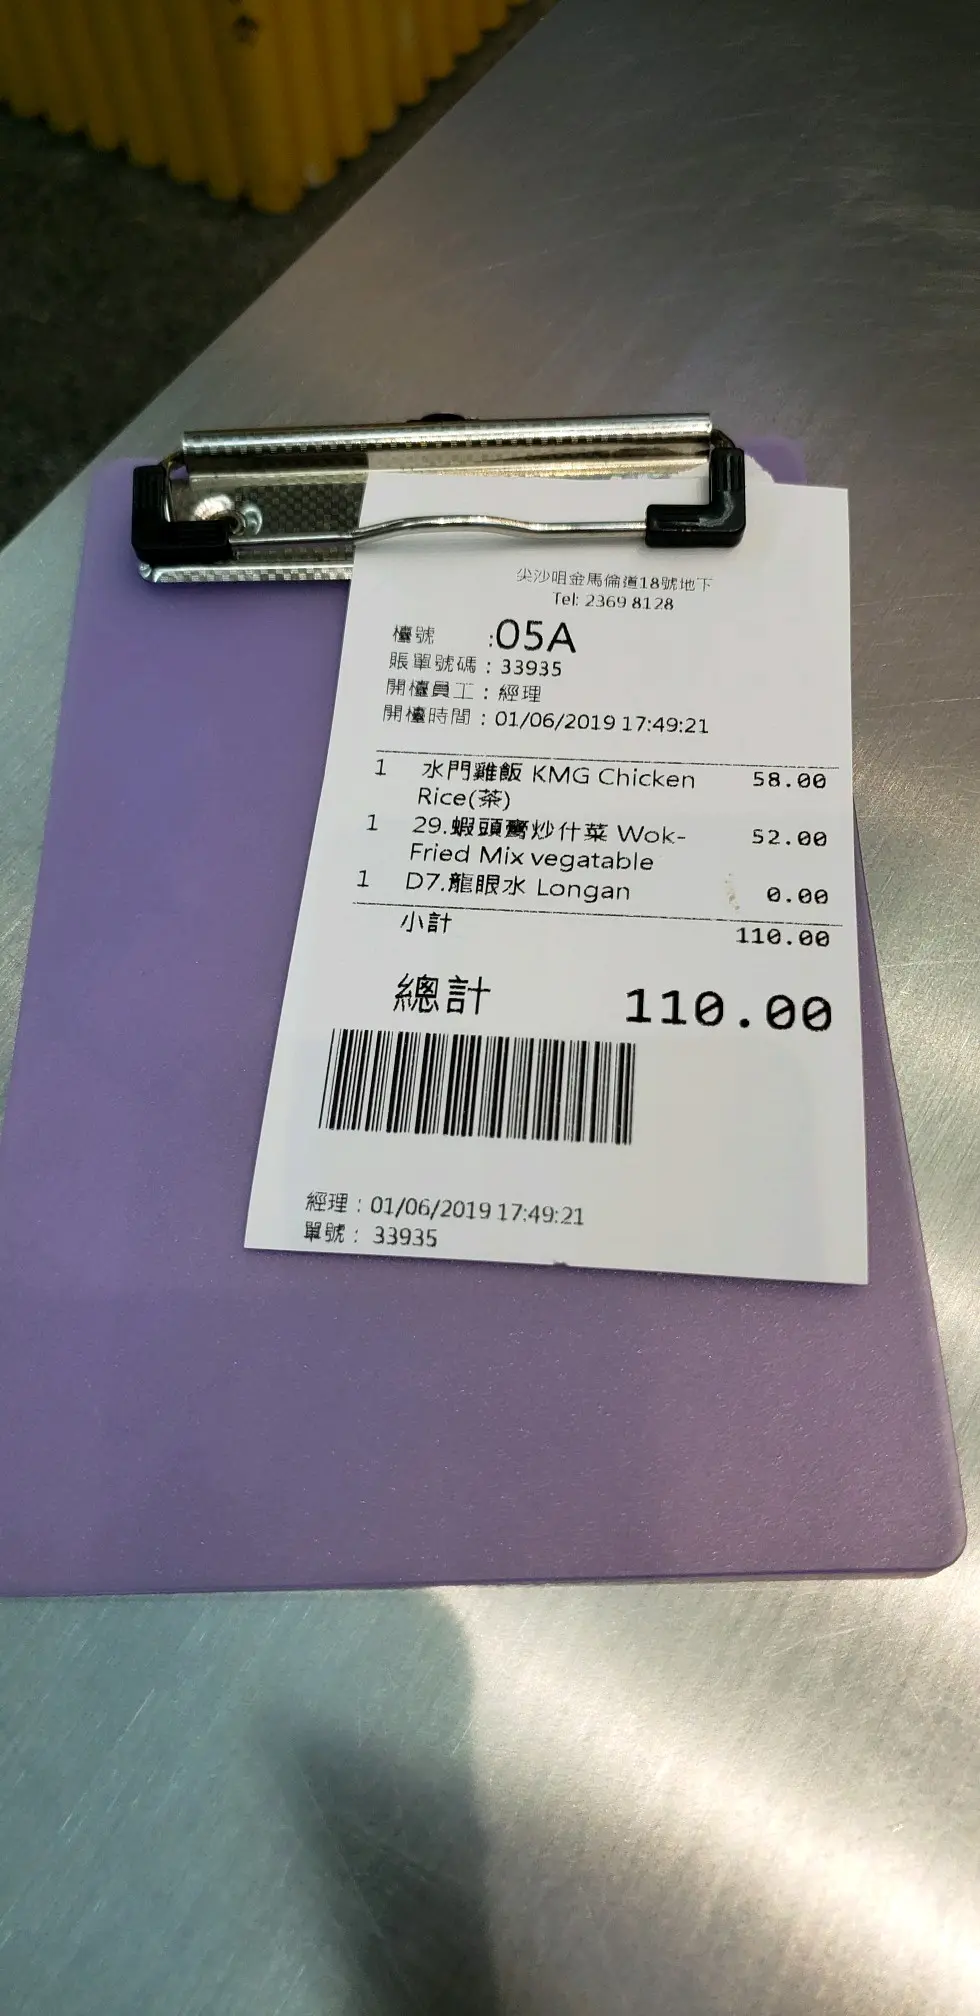 尖沙咀金馬倫道18號地下
Tel: 2369 8128
檯號 :05A
賬單號碼 : 33935
開檯員工 : 經理
開檯時間 : 01/06/2019 17:49:21
1 水門雞飯 KMG Chicken 58.00
Rice(茶)
1 29.蝦頭膏炒什菜 Wok- 52.00
Fried Mix vegatable
1 D7.龍眼水 Longan 0.00
小計 110.00
總計 110.00
經理 : 01/06/2019 17:49:21
單號 : 33935